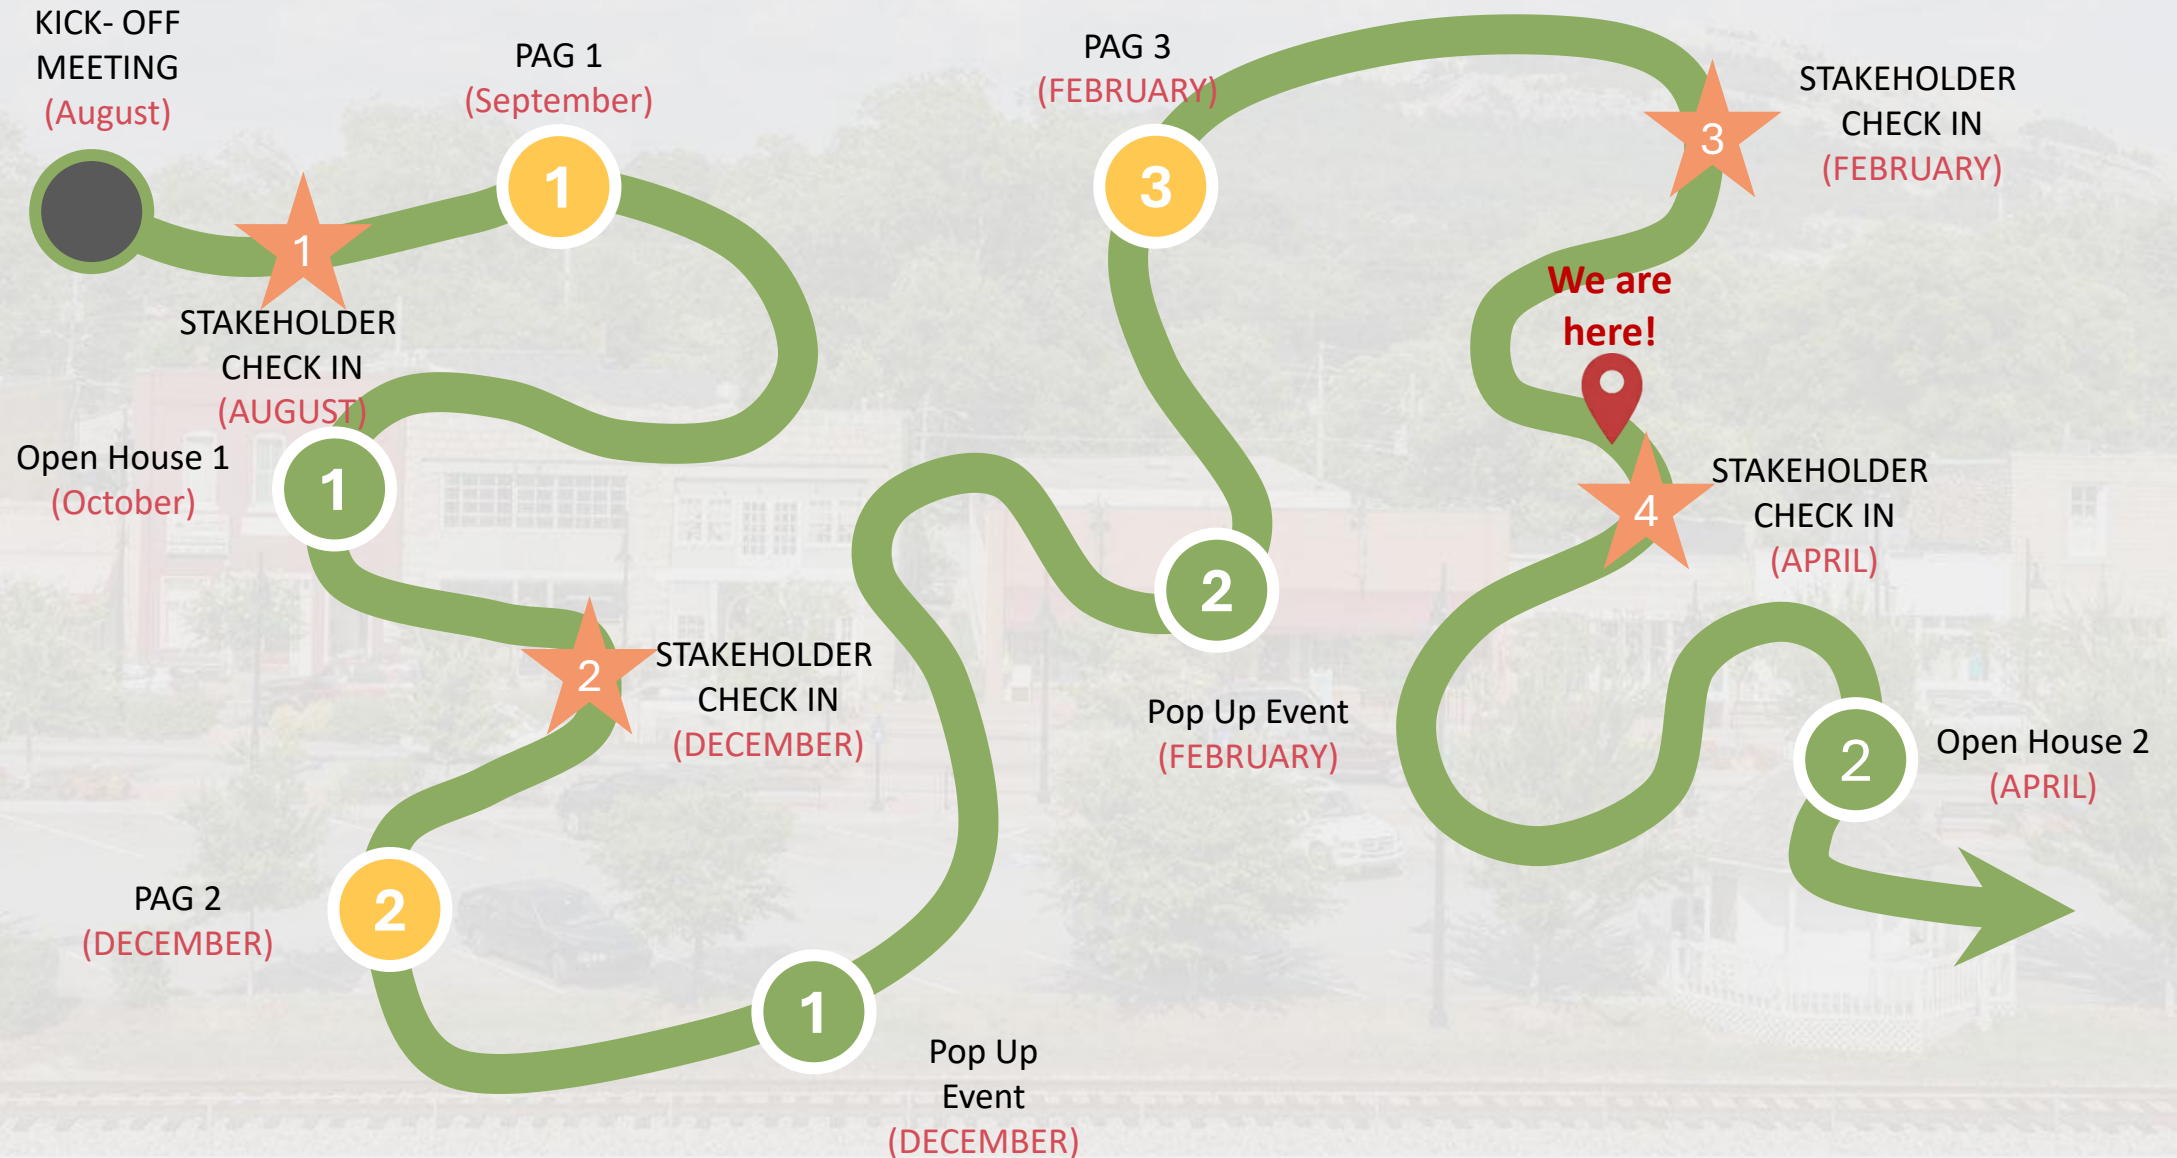 KICK- OFF
MEETING
(August)
1
STAKEHOLDER
CHECK IN
(AUGUST)
PAG 1
(September)
1
Open House 1
(October)
1
2
STAKEHOLDER
CHECK IN
(DECEMBER)
PAG 2
(DECEMBER)
2
1
Pop Up
Event
(DECEMBER)
2
Pop Up Event
(FEBRUARY)
PAG 3
(FEBRUARY)
3
3
STAKEHOLDER
CHECK IN
(FEBRUARY)
We are
here!
4
STAKEHOLDER
CHECK IN
(APRIL)
2
Open House 2
(APRIL)